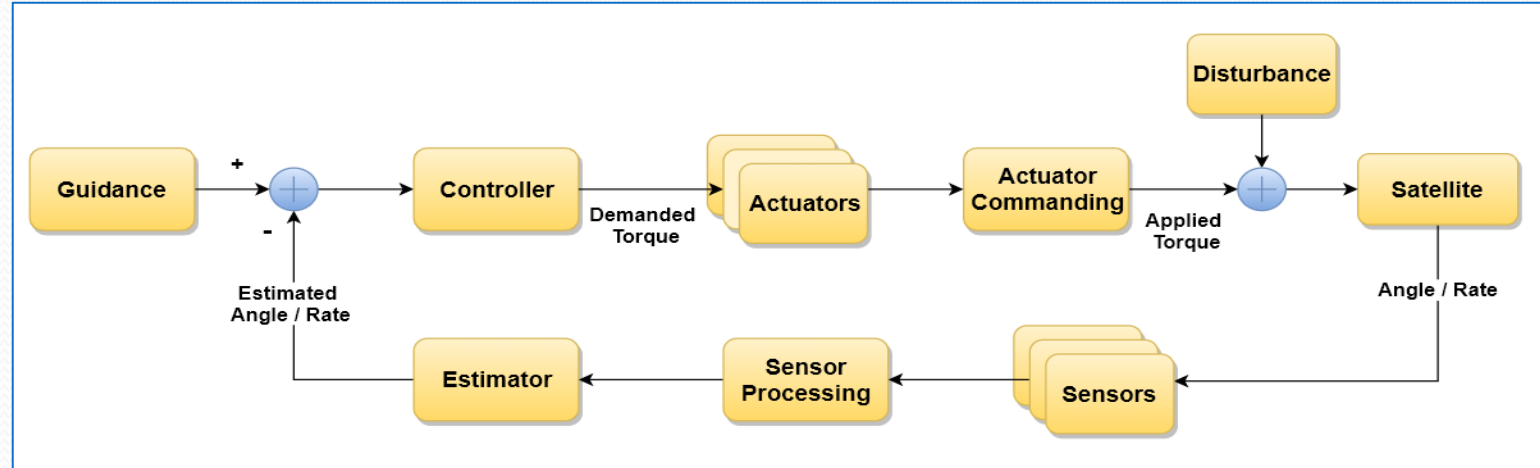 Disturbance
+
Guidance
Controller
Actuators
Actuator
Commanding
Satellite
-
Demanded
Torque
Applied
Torque
Estimated
Angle / Rate
Angle / Rate
Estimator
Sensor
Processing
Sensors